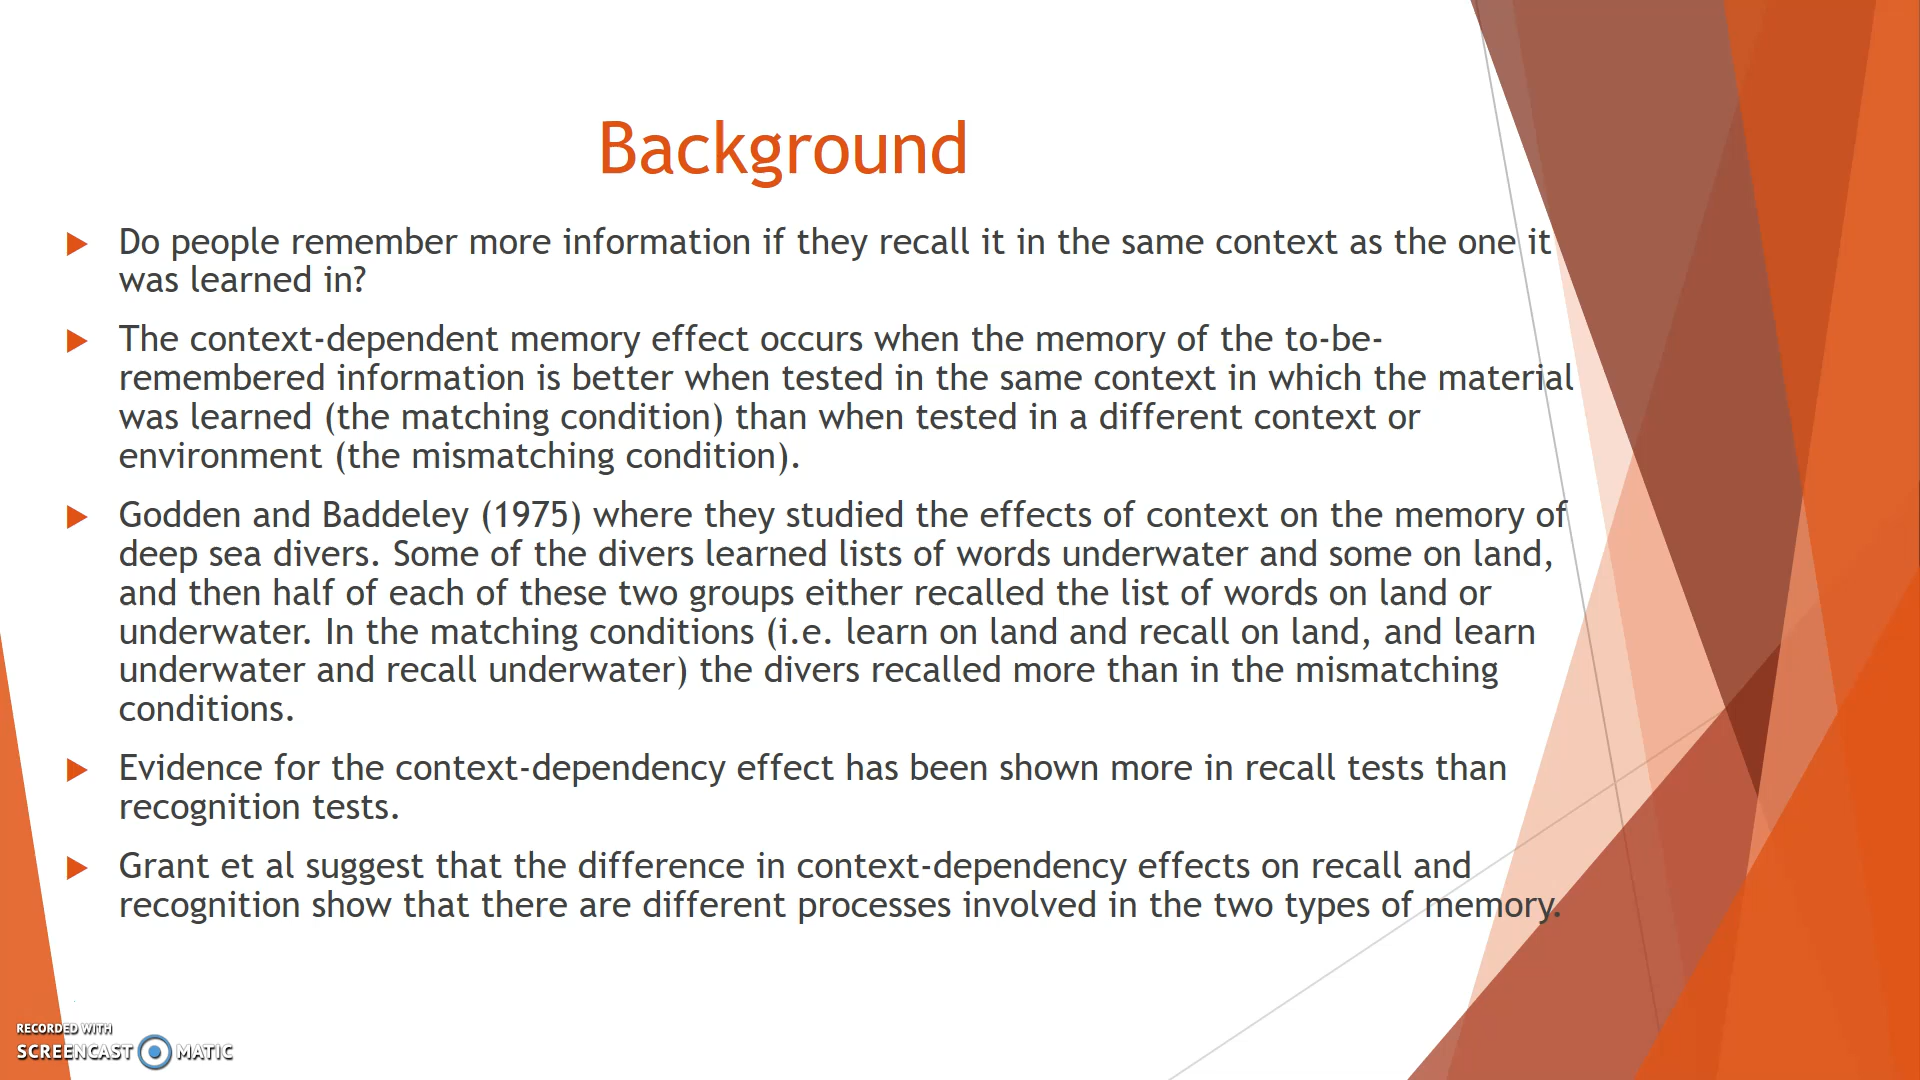 Background
Do people remember more information if they recall it in the same context as the one it
was learned in?
The context-dependent memory effect occurs when the memory of the to-be-
remembered information is better when tested in the same context in which the material
was learned (the matching condition) than when tested in a different context or
environment (the mismatching condition).
Godden and Baddeley (1975) where they studied the effects of context on the memory of
deep sea divers. Some of the divers learned lists of words underwater and some on land,
and then half of each of these two groups either recalled the list of words on land or
underwater. In the matching conditions (i.e. learn on land and recall on land, and learn
underwater and recall underwater) the divers recalled more than in the mismatching
conditions.
Evidence for the context-dependency effect has been shown more in recall tests than
recognition tests.
Grant et al suggest that the difference in context-dependency effects on recall and
recognition show that there are different processes involved in the two types of memory.
RECORDED WITH
SCREENCAST MATIC